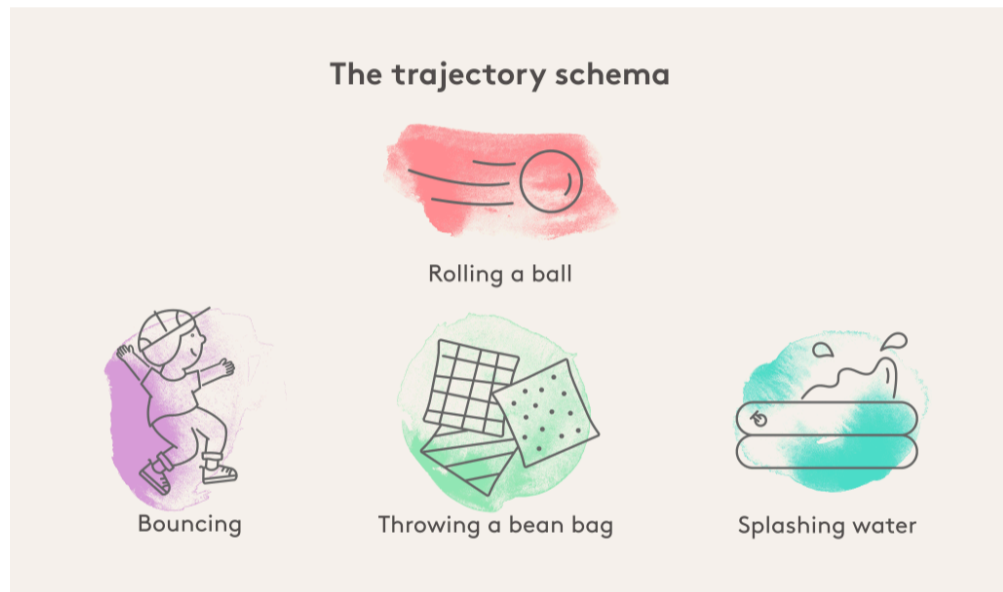 The trajectory schema
Rolling a ball
Bouncing
Throwing a bean bag
Splashing water